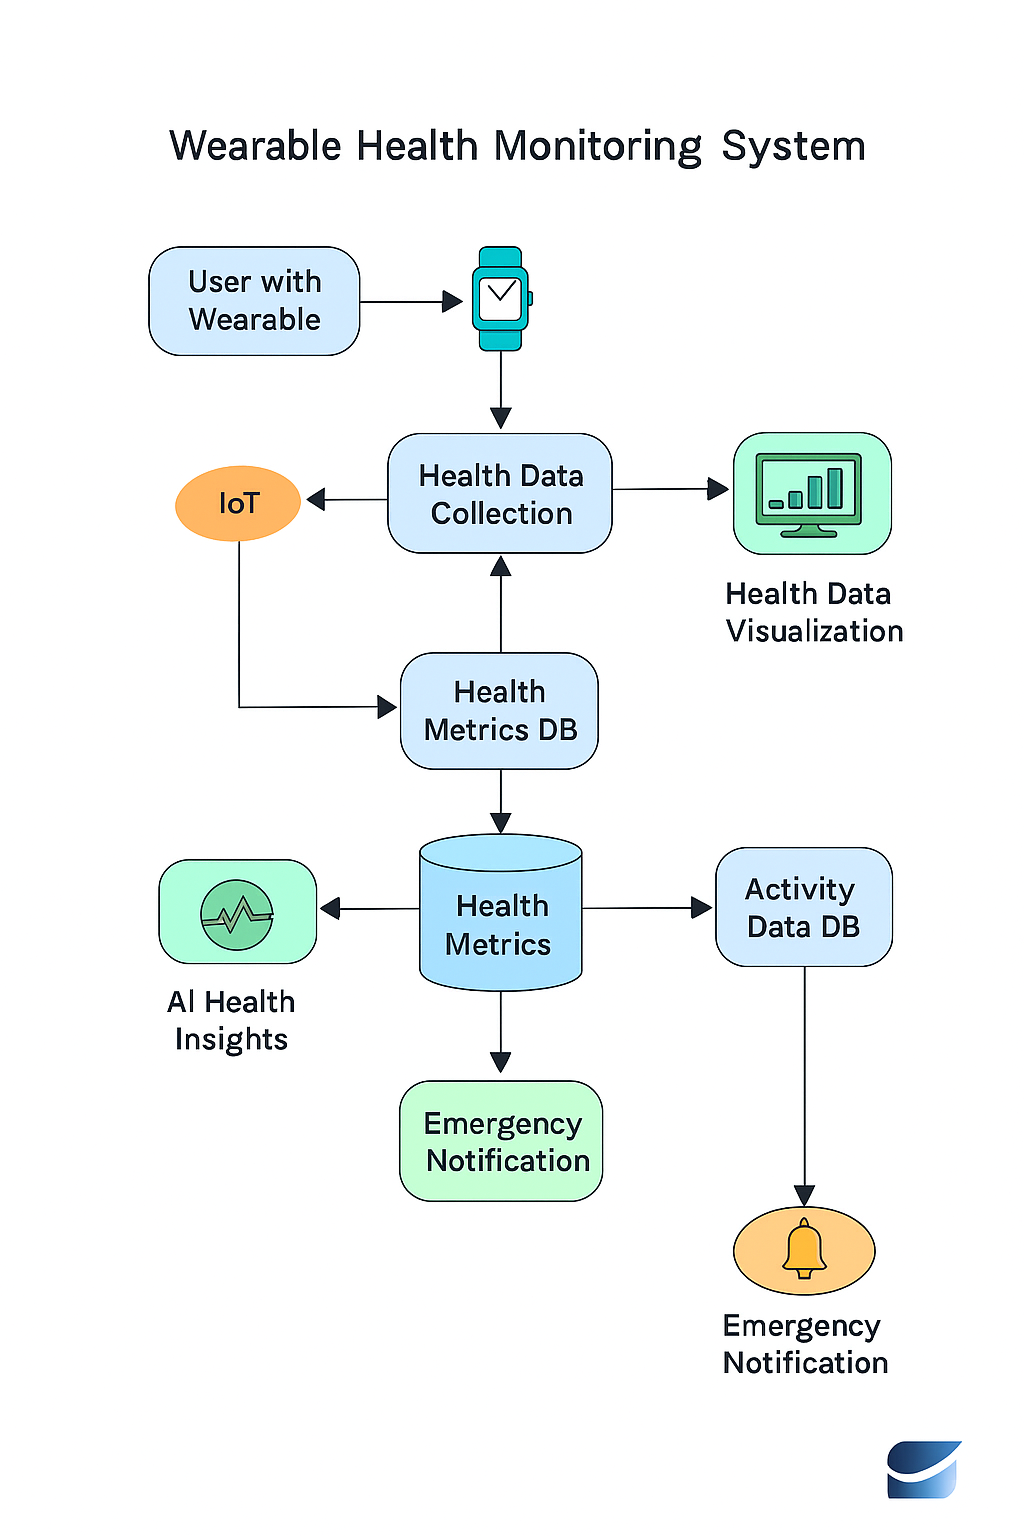 Wearable Health Monitoring System
User with
Wearable
Health Data
Collection
IoT
Health Data
Visualization
Health
Metrics DB
Health
Metrics
Activity
Data DB
AI Health
Insights
Emergency
Notification
Emergency
Notification